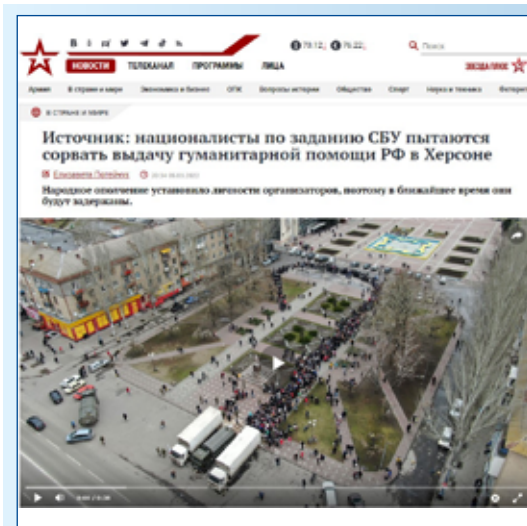 НОВОСТИ ТЕЛЕКАНАЛ ПРОГРАММЫ ЛИЦА
Поиск
ЗВЕЗДА ПЛЮС
Армия В стране и мире Экономика и бизнес ОПК Вопросы истории Общество Спорт Наука и техника
В СТРАНЕ И МИРЕ
Источник: националисты по заданию СБУ пытаются
сорвать выдачу гуманитарной помощи РФ в Херсоне
Народное ополчение установило личности организаторов, поэтому в ближайшее время они
будут задержаны.